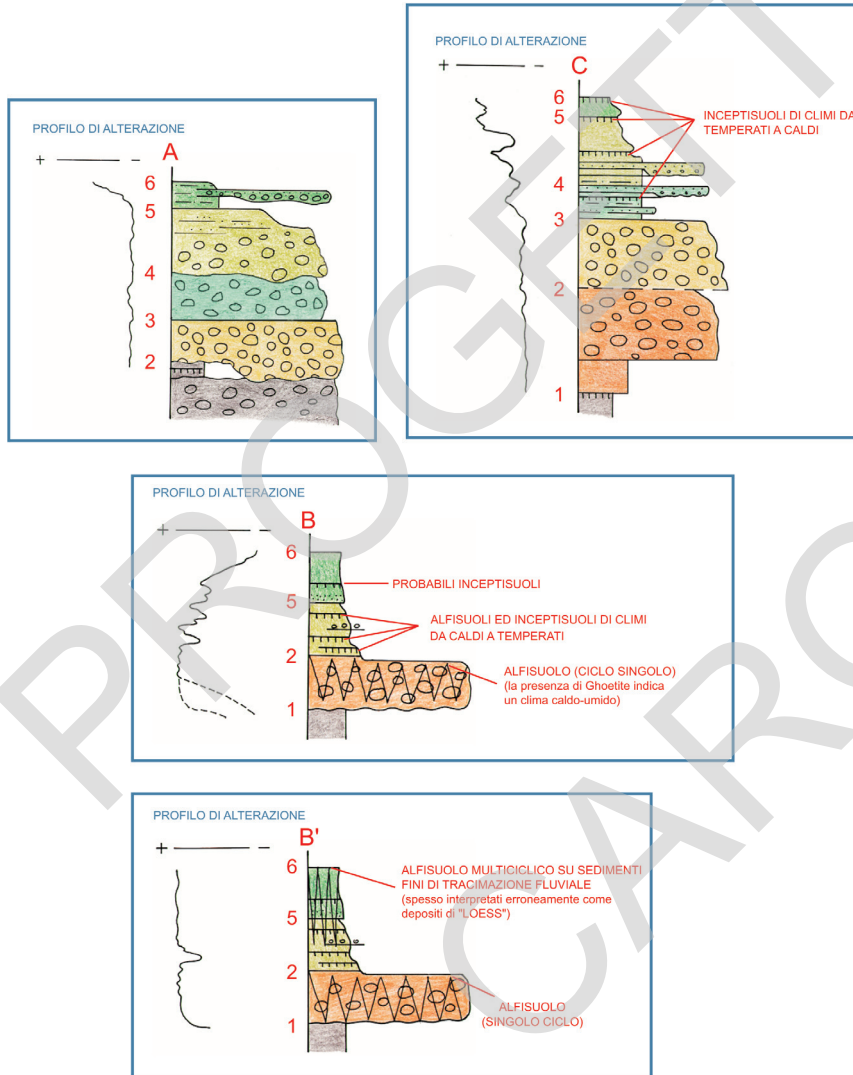 PROFILO DI ALTERAZIONE
+ -
A
6
5
4
3
2
PROFILO DI ALTERAZIONE
+ -
C
6
5
4
3
2
1
INCEPTISUOLI DI CLIMI DA
TEMPERATI A CALDI
PROFILO DI ALTERAZIONE
+ -
B
6
5
2
1
PROBABILI INCEPTISUOLI
ALFISUOLI ED INCEPTISUOLI DI CLIMI
DA CALDI A TEMPERATI
ALFISUOLO (CICLO SINGOLO)
(la presenza di Ghoetite indica
un clima caldo-umido)
PROFILO DI ALTERAZIONE
+ -
B'
6
5
2
1
ALFISUOLO MULTICICLICO SU SEDIMENTI
FINI DI TRACIMAZIONE FLUVIALE
(spesso interpretati erroneamente come
depositi di "LOESS")
ALFISUOLO
(SINGOLO CICLO)
PROGETT
CARG